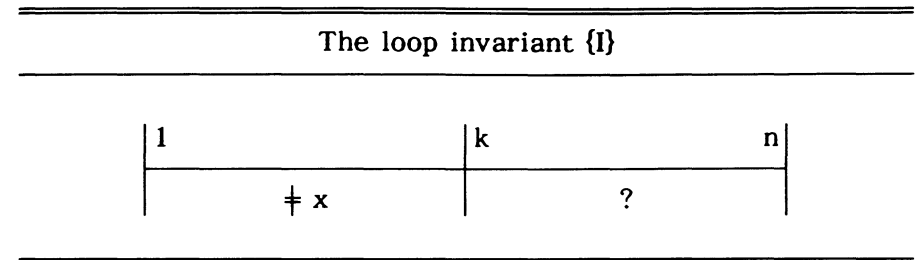 The loop invariant {I}
1 k n
≠ x ?